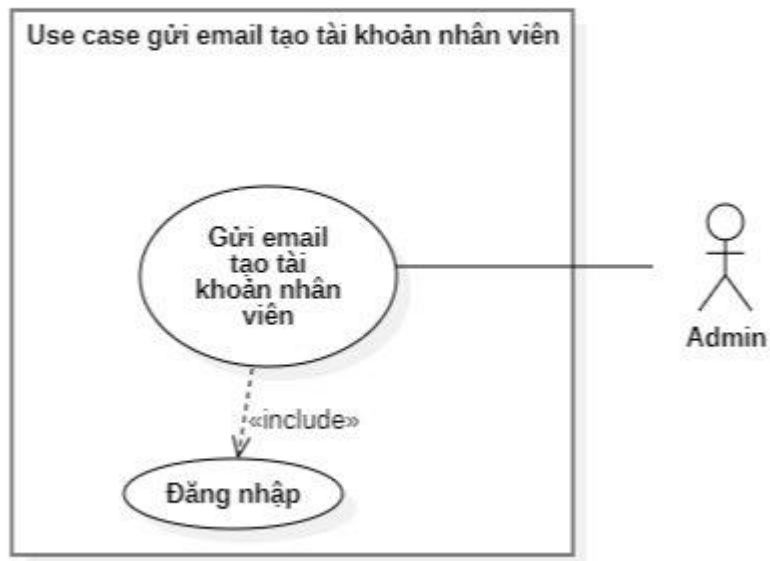 Use case gửi email tạo tài khoản nhân viên
Gửi email
tạo tài
khoản nhân
viên
Admin
«include»
Đăng nhập